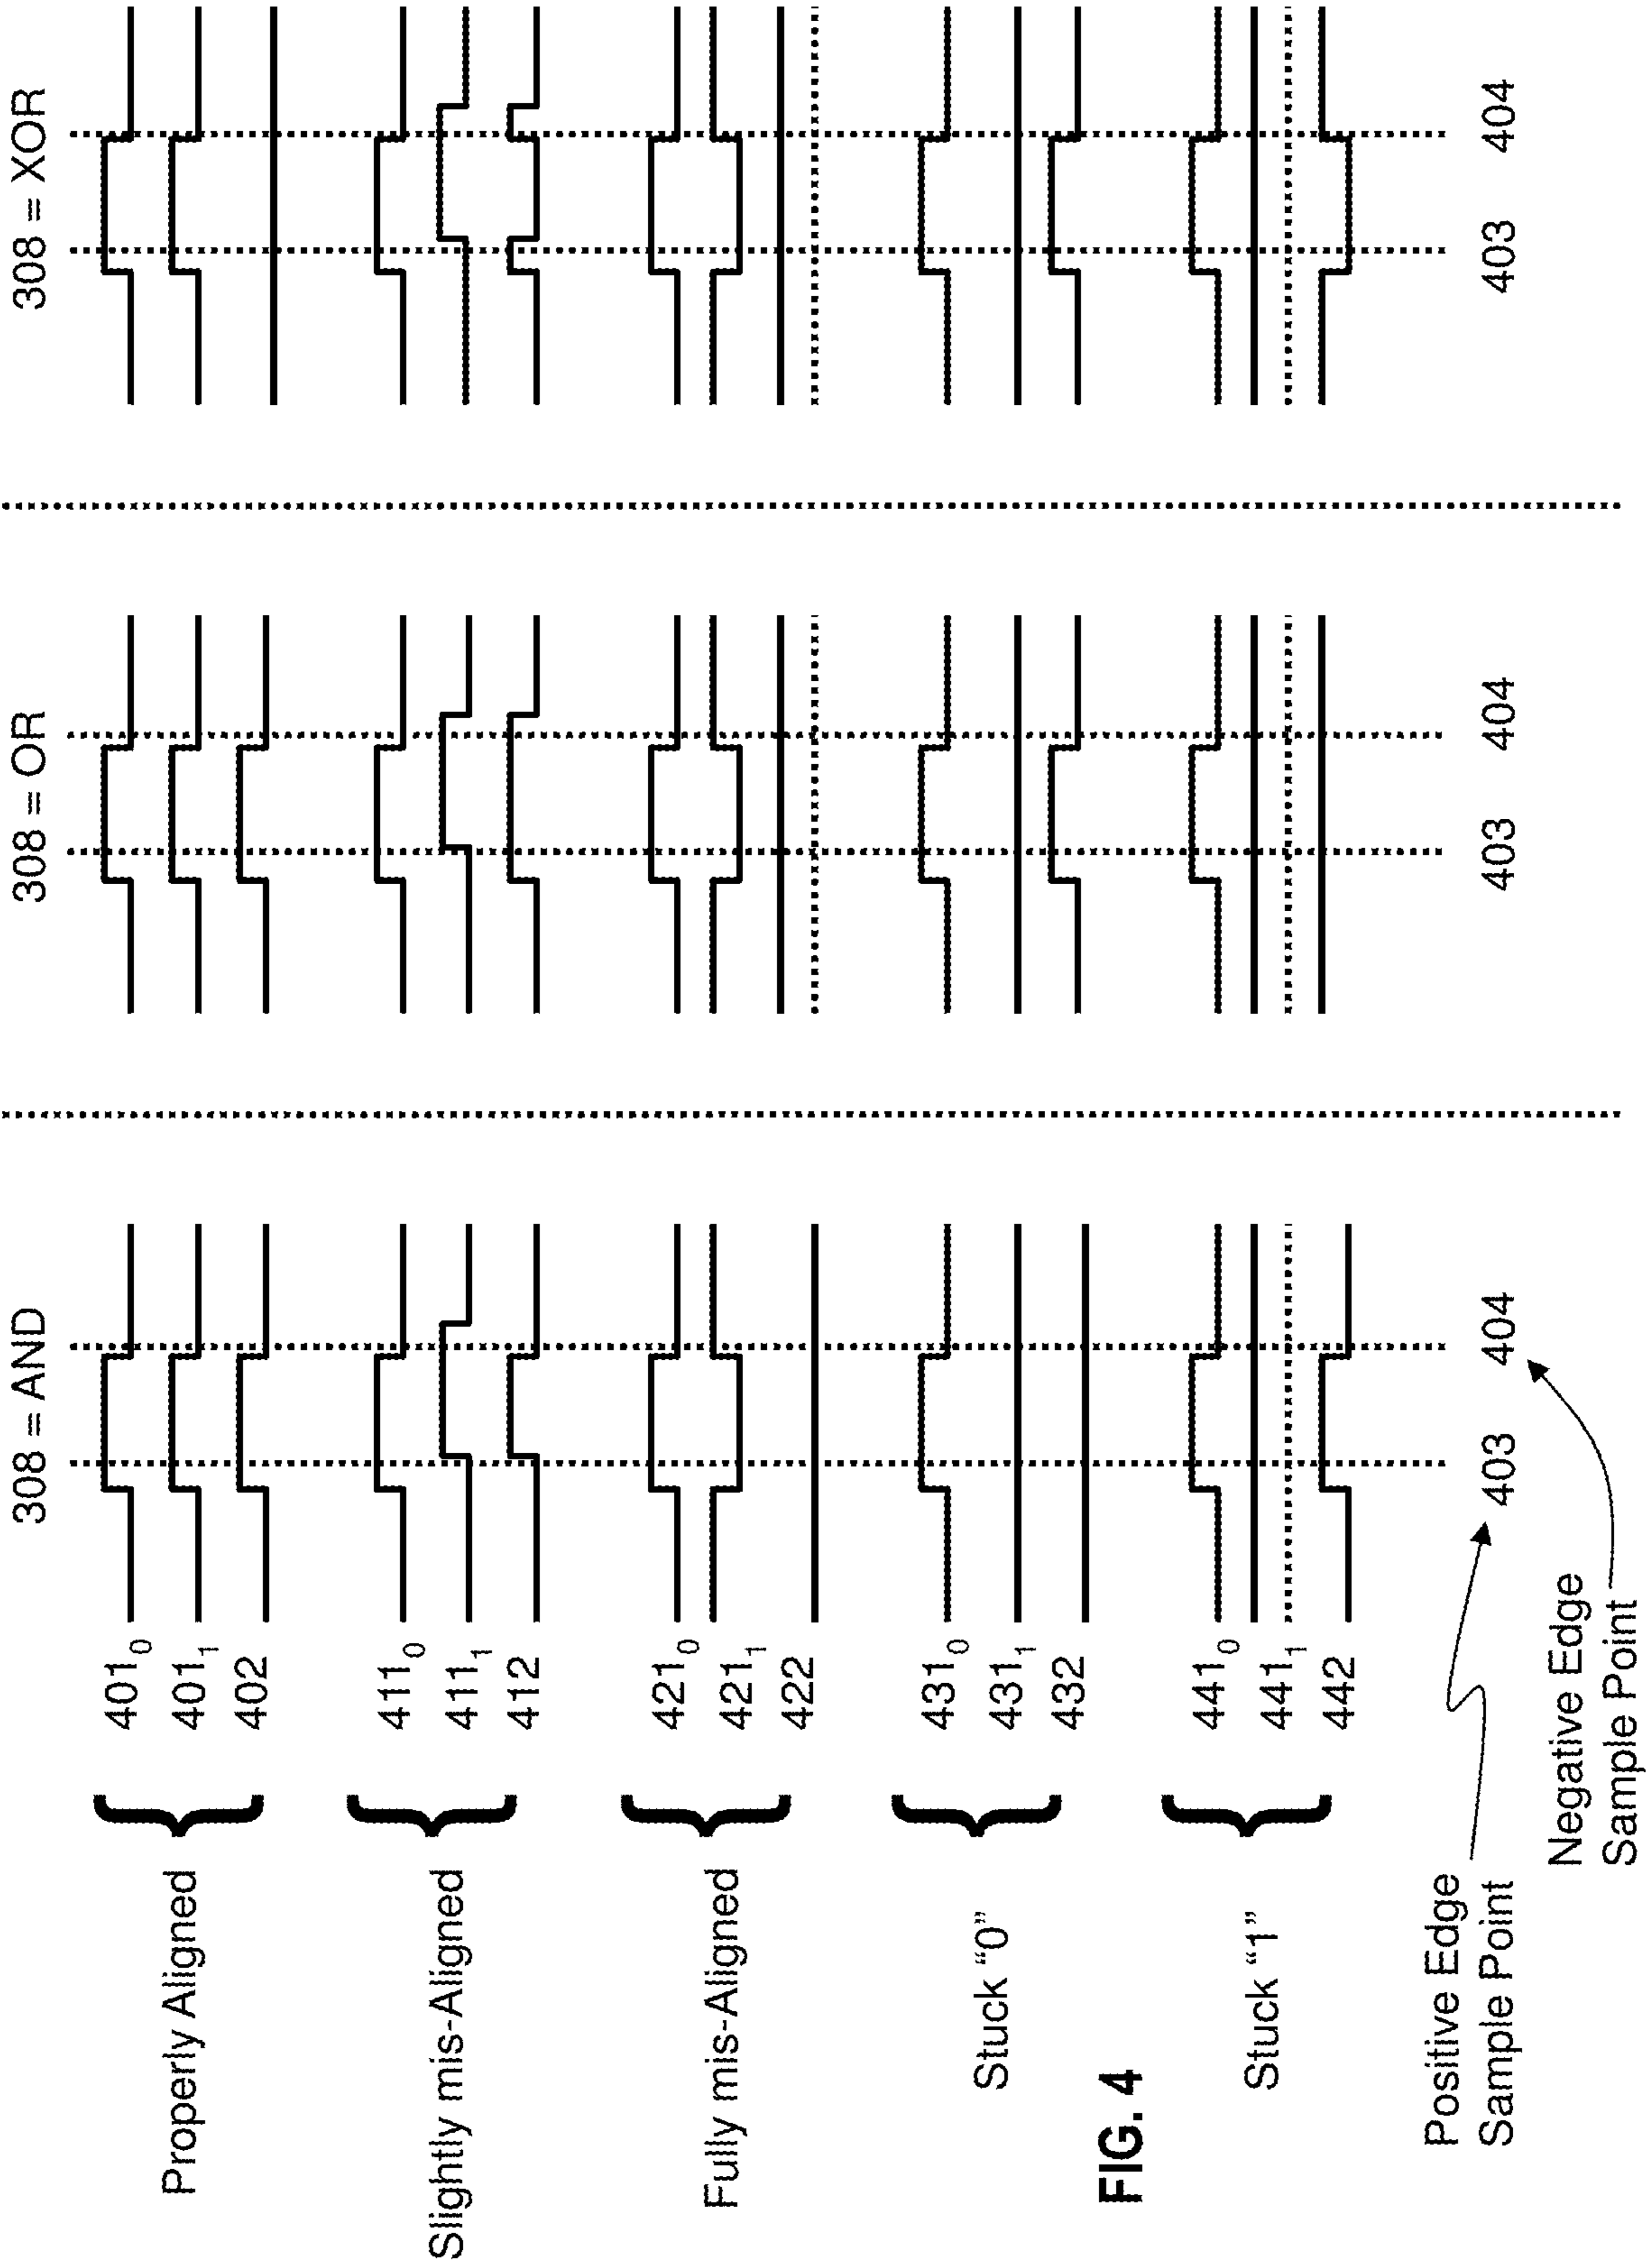 308 = AND
308 = OR
308 = XOR
Properly Aligned
401₀
401₁
402
Slightly mis-Aligned
411₀
411₁
412
Fully mis-Aligned
421₀
421₁
422
Stuck “0”
431₀
431₁
432
Stuck “1”
441₀
441₁
442
403
404
403
404
403
404
Positive Edge
Sample Point
Negative Edge
Sample Point
FIG. 4